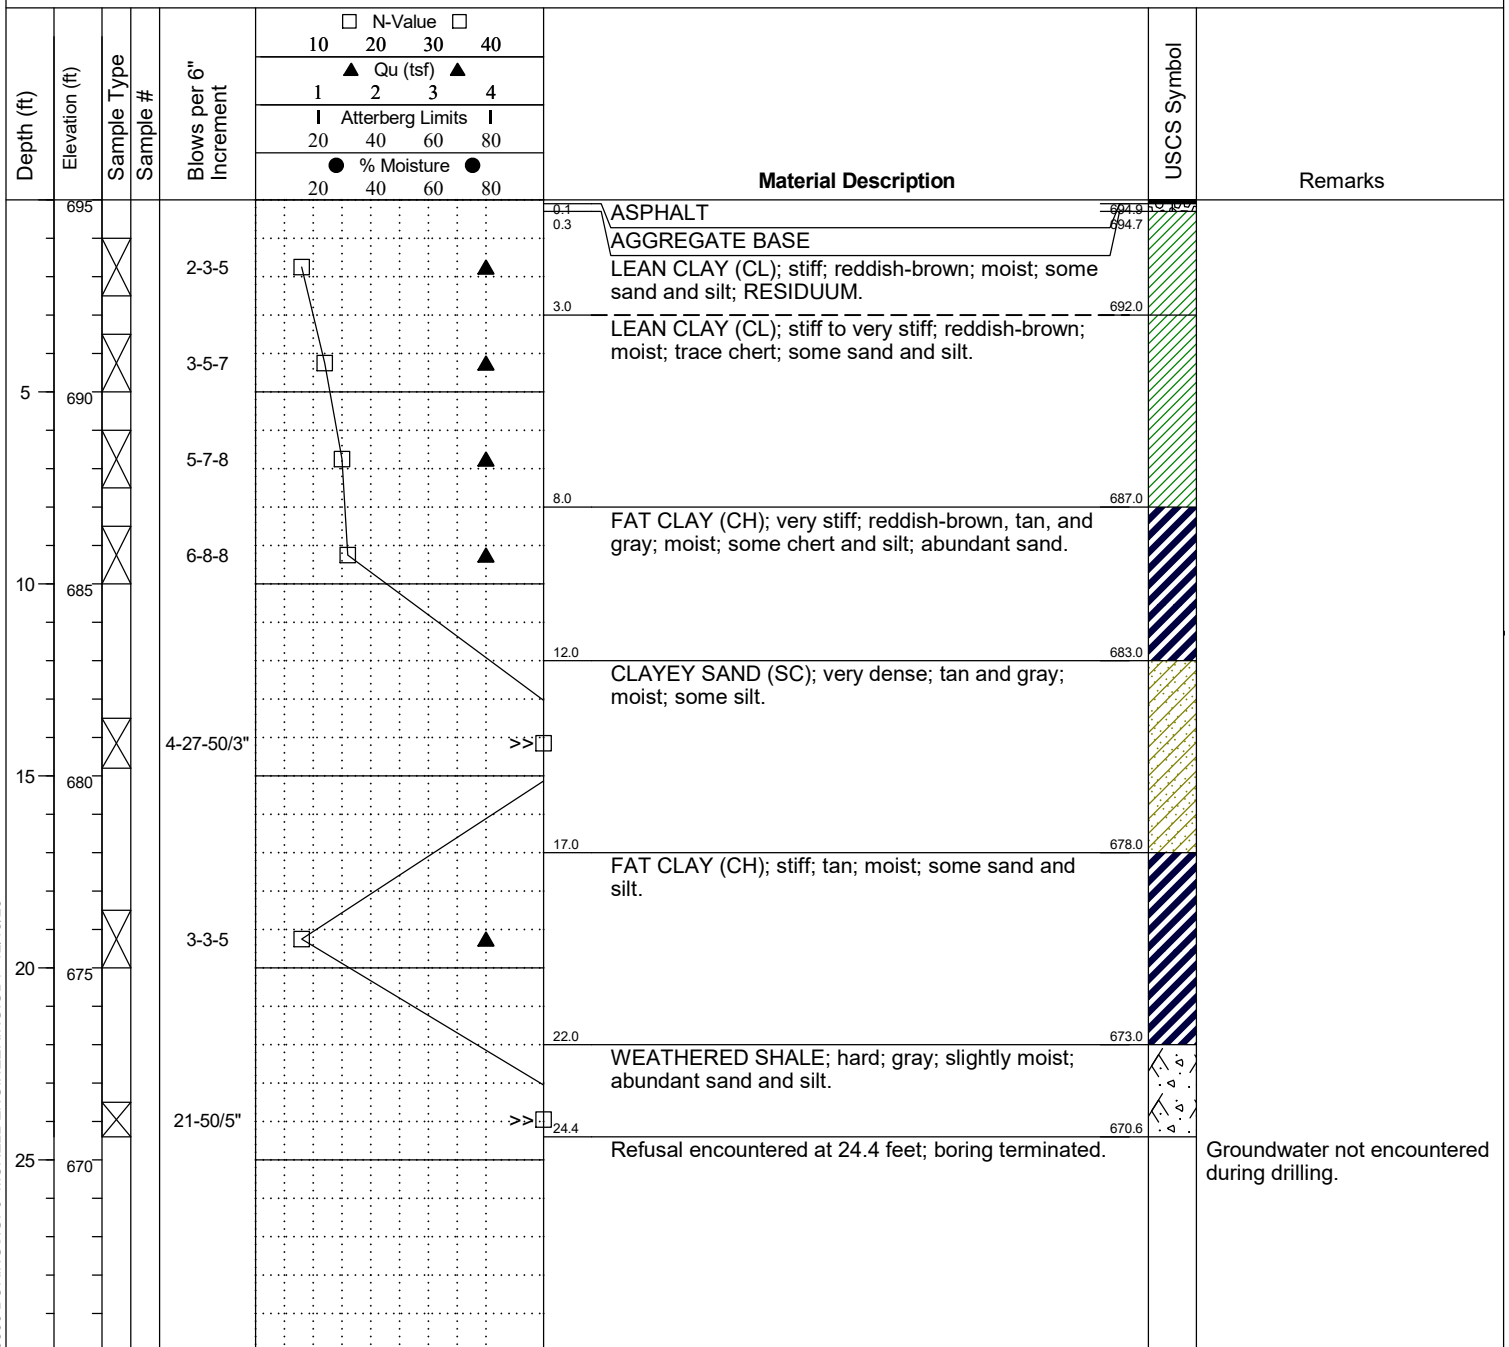 Depth (ft)
Elevation (ft)
Sample Type
Sample #
Blows per 6"
Increment
N-Value
10 20 30 40
Qu (tsf)
1 2 3 4
Atterberg Limits
20 40 60 80
% Moisture
20 40 60 80
Material Description
USCS Symbol
Remarks
695
0.1 ASPHALT 694.9
0.3 694.7
AGGREGATE BASE
2-3-5
LEAN CLAY (CL); stiff; reddish-brown; moist; some
sand and silt; RESIDUUM.
3.0 692.0
LEAN CLAY (CL); stiff to very stiff; reddish-brown;
moist; trace chert; some sand and silt.
3-5-7
5 690
5-7-8
8.0 687.0
FAT CLAY (CH); very stiff; reddish-brown, tan, and
gray; moist; some chert and silt; abundant sand.
6-8-8
10 685
12.0 683.0
CLAYEY SAND (SC); very dense; tan and gray;
moist; some silt.
4-27-50/3" >>
15 680
17.0 678.0
FAT CLAY (CH); stiff; tan; moist; some sand and
silt.
3-3-5
20 675
22.0 673.0
WEATHERED SHALE; hard; gray; slightly moist;
abundant sand and silt.
21-50/5" >>
24.4 670.6
Refusal encountered at 24.4 feet; boring terminated.
25 670
Groundwater not encountered
during drilling.